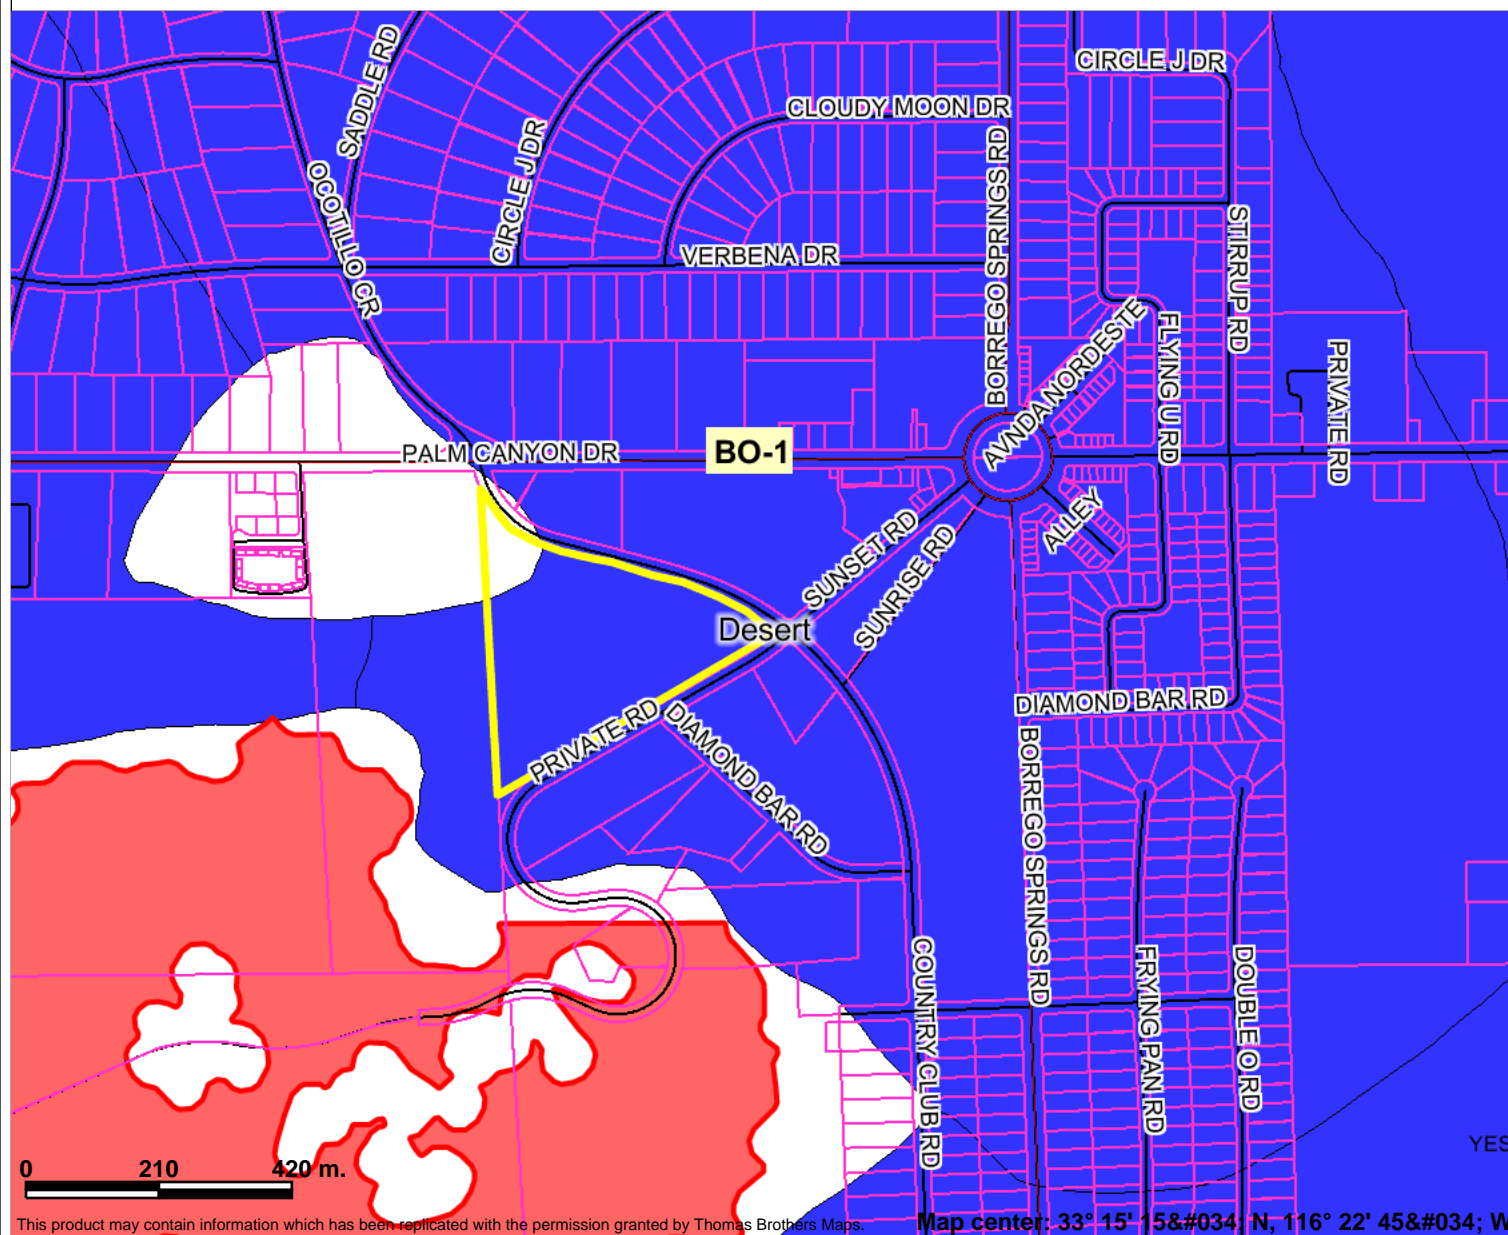 CIRCLE J DR
SADDLE RD
CLOUDY MOON DR
CIRCLE J DR
BORREGO SPRINGS RD
OCOTILLO CR
STIRRUP RD
VERBENA DR
AVNDA NORDESTE
FLYING U RD
PRIVATE RD
PALM CANYON DR
BO-1
ALLEY
SUNSET RD
SUNRISE RD
Desert
PRIVATE RD
DIAMOND BAR RD
DIAMOND BAR RD
BORREGO SPRINGS RD
COUNTRY CLUB RD
FRYING PAN RD
DOUBLE O RD
YES
0 210 420 m.
This product may contain information which has been replicated with the permission granted by Thomas Brothers Maps.
Map center: 33° 15' 15&#034; N, 116° 22' 45&#034; W